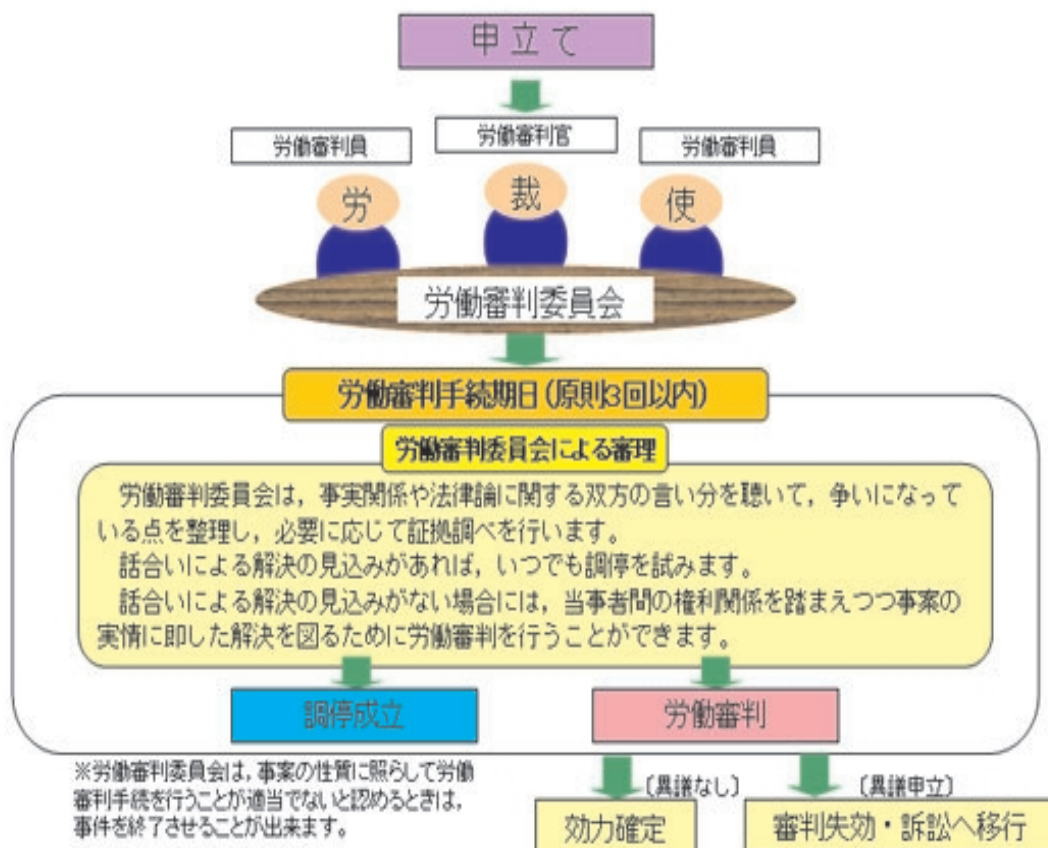 申立て
労働審判員
労働審判官
労働審判員
労
裁
使
労働審判委員会
労働審判手続期日（原則3回以内）
労働審判委員会による審理
労働審判委員会は，事実関係や法律論に関する双方の言い分を聴いて，争いになって
いる点を整理し，必要に応じて証拠調べを行います。
話合いによる解決の見込みがあれば，いつでも調停を試みます。
話合いによる解決の見込みがない場合には，当事者間の権利関係を踏まえつつ事案の
実情に即した解決を図るために労働審判を行うことができます。
調停成立
労働審判
※労働審判委員会は，事案の性質に照らして労働
審判手続を行うことが適当でないと認めるときは，
事件を終了させることが出来ます。
〔異議なし〕
〔異議申立〕
効力確定
審判失効・訴訟へ移行